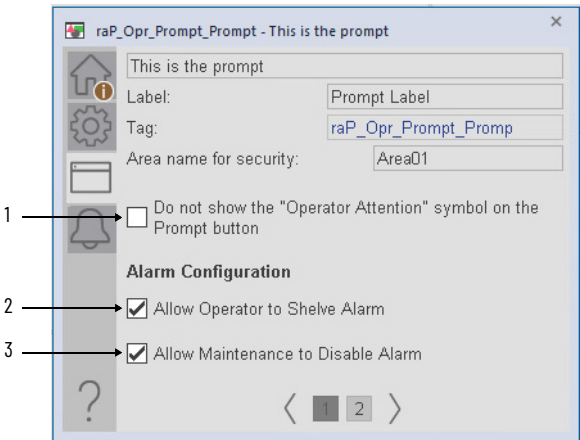 raP_Opr_Prompt_Prompt - This is the prompt
This is the prompt
Label: Prompt Label
Tag: raP_Opr_Prompt_Promp
Area name for security: Area01
1
Do not show the "Operator Attention" symbol on the
Prompt button
Alarm Configuration
2
Allow Operator to Shelve Alarm
3
Allow Maintenance to Disable Alarm
?
1 2